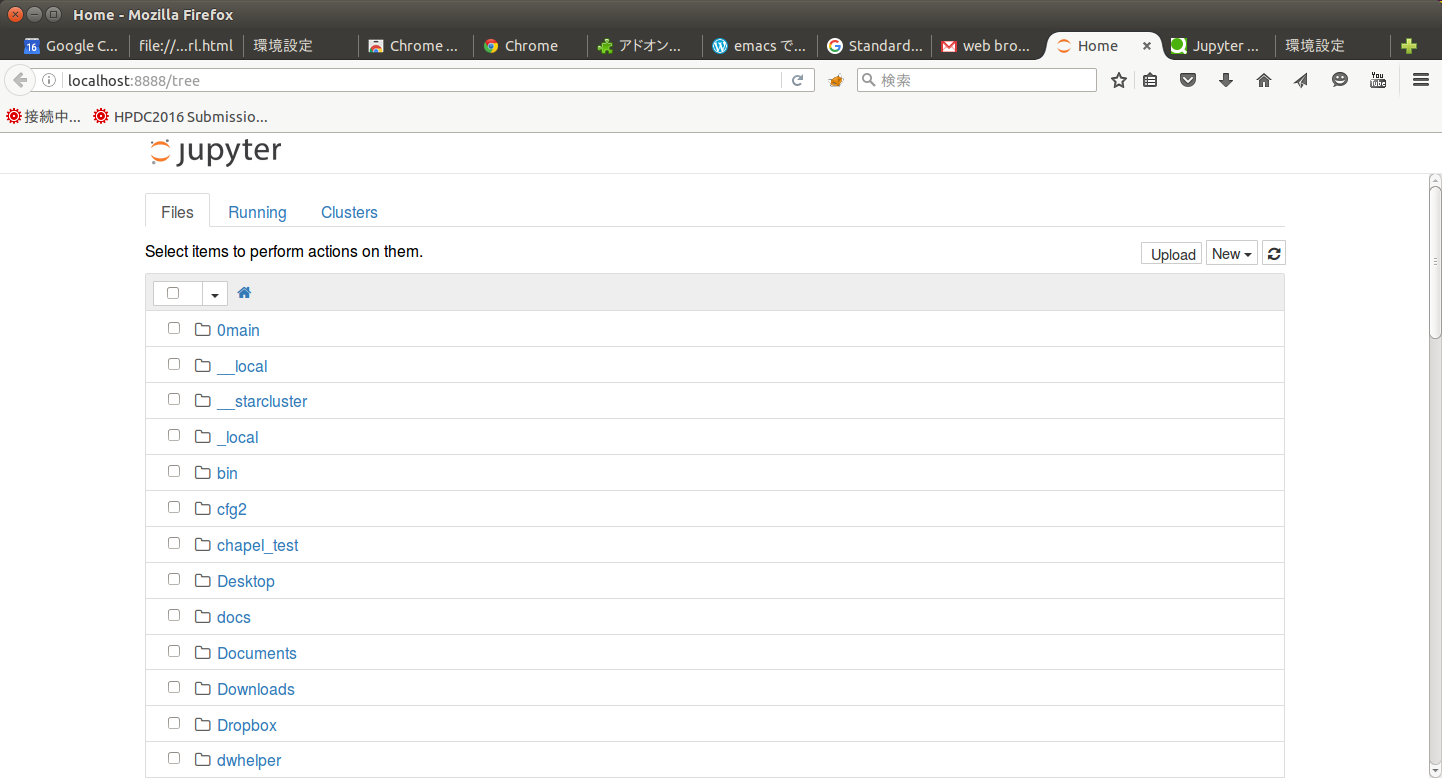 Home - Mozilla Firefox
Google C... file://...rl.html 環境設定 Chrome ... Chrome アドオン... emacs で... Standard... web bro... Home Jupyter ... 環境設定
localhost:8888/tree 検索
接続中... HPDC2016 Submissio...
jupyter
Files Running Clusters
Select items to perform actions on them. Upload New
0main
__local
__starcluster
_local
bin
cfg2
chapel_test
Desktop
docs
Documents
Downloads
Dropbox
dwhelper